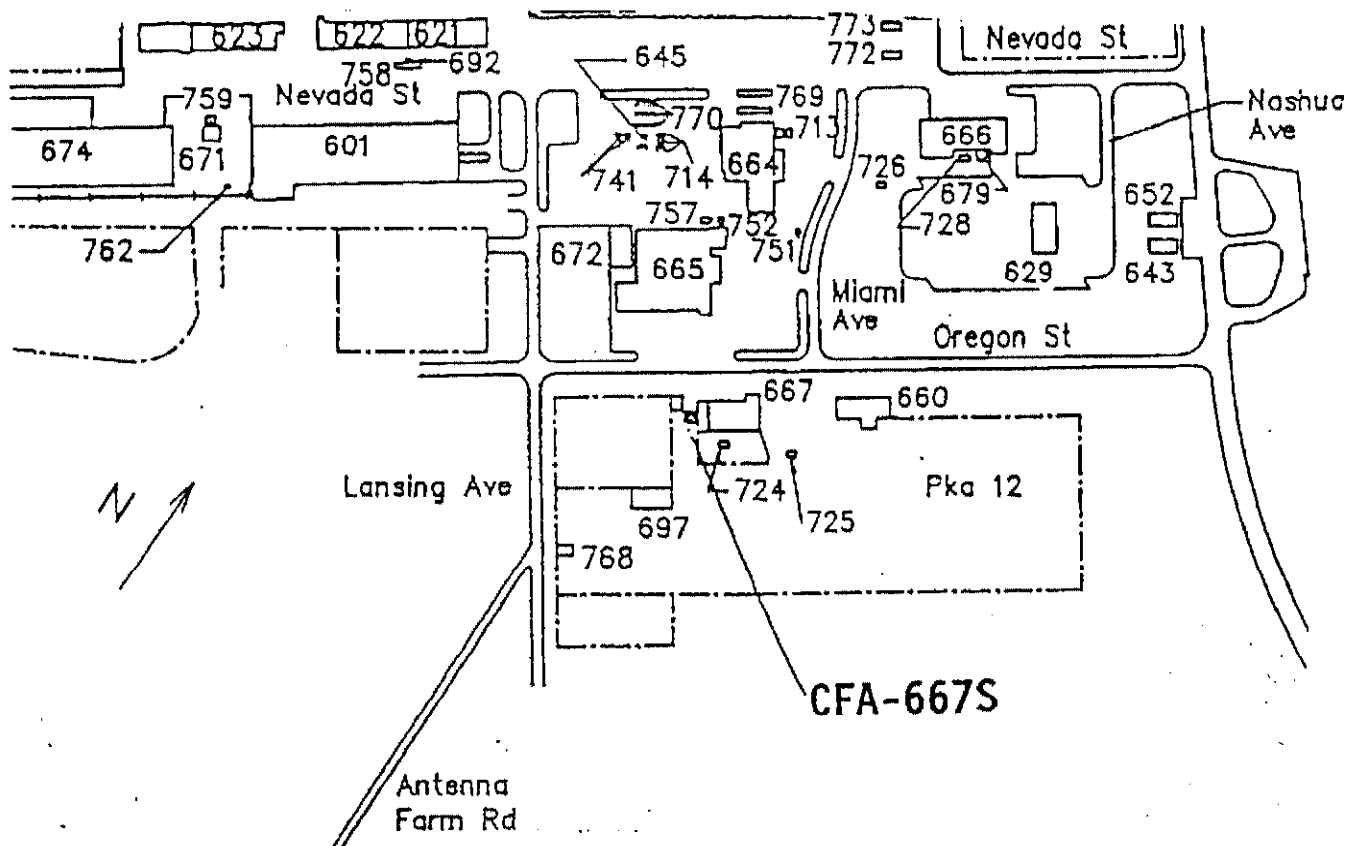 623
622
621
773
772
Nevada St
645
692
758
Nevada St
759
770
769
713
Nashua
Ave
674
671
601
741
714
664
726
666
679
652
762
757
752
751
728
672
665
629
643
Miami
Ave
Oregon St
667
660
Lansing Ave
N
724
725
Pka 12
697
768
CFA-667S
Antenna
Farm Rd